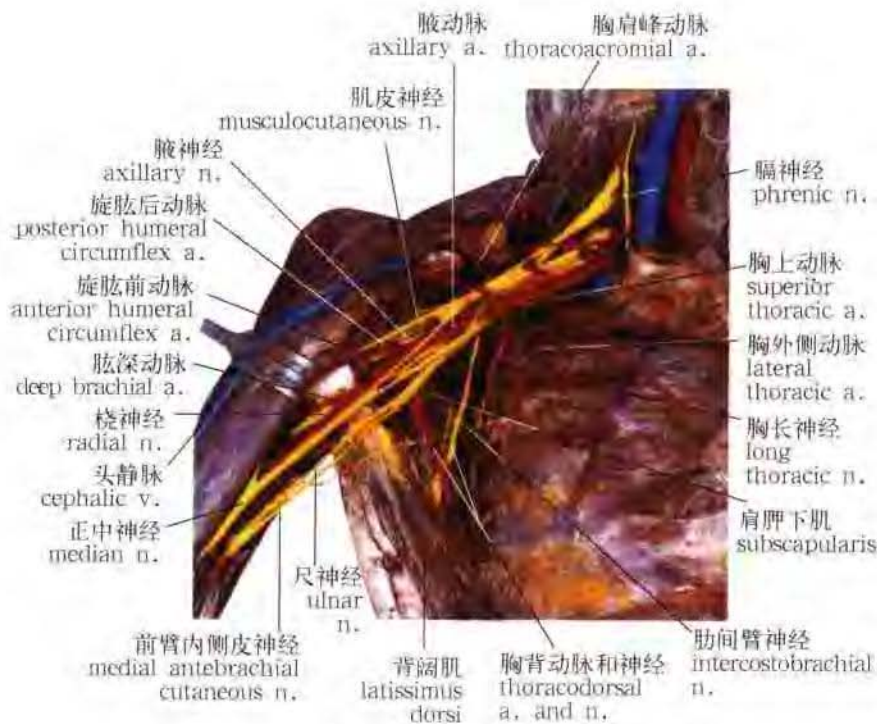 腋动脉
axillary a.
胸肩峰动脉
thoracoacromial a.
肌皮神经
musculocutaneous n.
腋神经
axillary n.
旋肱后动脉
posterior humeral
circumflex a.
旋肱前动脉
anterior humeral
circumflex a.
肱深动脉
deep brachial a.
桡神经
radial n.
头静脉
cephalic v.
正中神经
median n.
前臂内侧皮神经
medial antebrachial
cutaneous n.
尺神经
ulnar
n.
背阔肌
latissimus
dorsi
胸背动脉和神经
thoracodorsal
a. and n.
肋间臂神经
intercostobrachial
n.
膈神经
phrenic n.
胸上动脉
superior
thoracic a.
胸外侧动脉
lateral
thoracic a.
胸长神经
long
thoracic n.
肩胛下肌
subscapularis